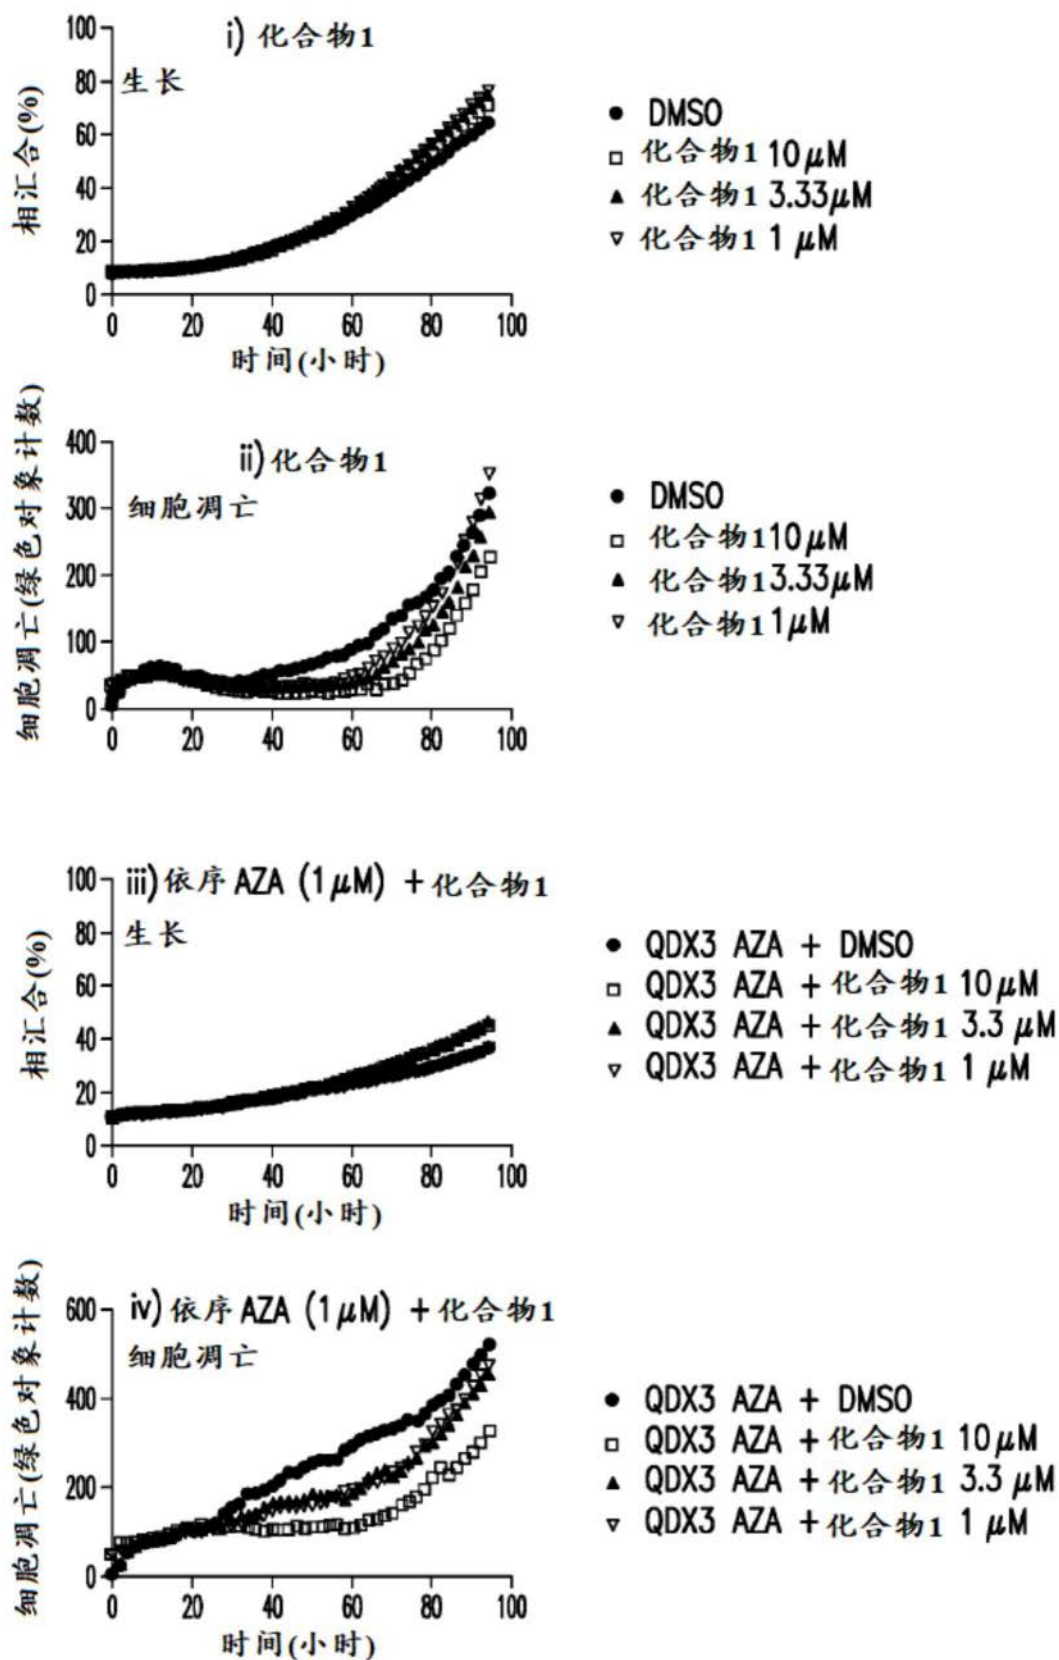 i) 化合物1
生长
相汇合(%)
100
80
60
40
20
0
0 20 40 60 80 100
时间(小时)
DMSO
化合物1 10μM
化合物1 3.33μM
化合物1 1 μM
ii) 化合物1
细胞凋亡
细胞凋亡(绿色对象计数)
400
300
200
100
0
0 20 40 60 80 100
DMSO
化合物1 10μM
化合物1 3.33μM
化合物1 1μM
iii) 依序 AZA (1μM) + 化合物1
生长
相汇合(%)
100
80
60
40
20
0
0 20 40 60 80 100
时间(小时)
QDX3 AZA + DMSO
QDX3 AZA + 化合物1 10μM
QDX3 AZA + 化合物1 3.3 μM
QDX3 AZA + 化合物1 1 μM
iv) 依序 AZA (1μM) + 化合物1
细胞凋亡
细胞凋亡(绿色对象计数)
600
400
200
0
0 20 40 60 80 100
时间(小时)
QDX3 AZA + DMSO
QDX3 AZA + 化合物1 10μM
QDX3 AZA + 化合物1 3.3 μM
QDX3 AZA + 化合物1 1 μM